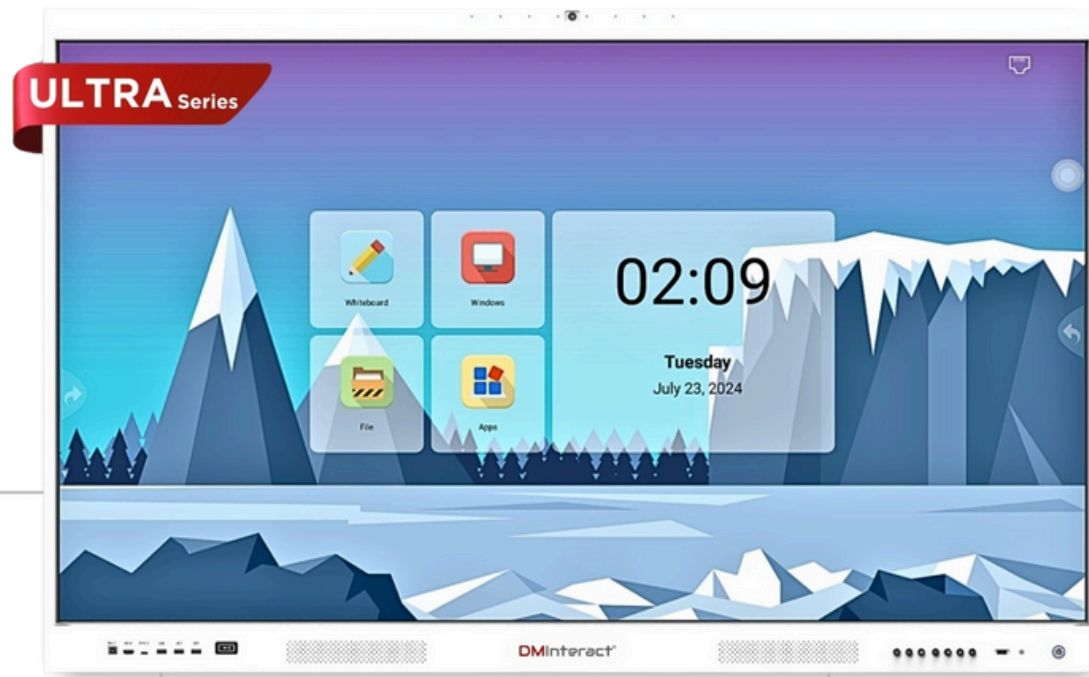 ULTRA Series
02:09
Whiteboard
Windows
Tuesday
July 23, 2024
File
Apps
DMInteract